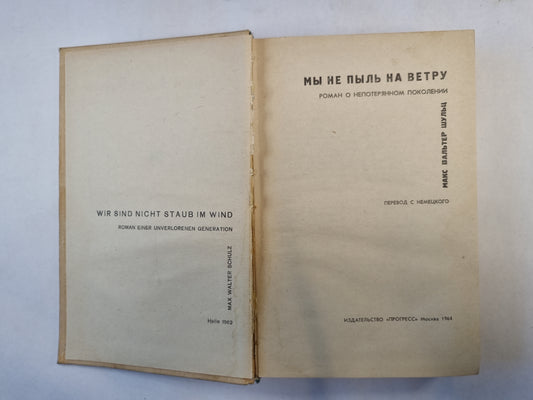 WIR SIND NICHT STAUB IM WIND
ROMAN EINER UNVERLORENEN GENERATION
MAX WALTER SCHULZ
Halle 1963
МЫ НЕ ПЫЛЬ НА ВЕТРУ
РОМАН О НЕПОТЕРЯННОМ ПОКОЛЕНИИ
МАКС ВАЛЬТЕР ШУЛЬЦ
ПЕРЕВОД С НЕМЕЦКОГО
ИЗДАТЕЛЬСТВО «ПРОГРЕСС» Москва 1964